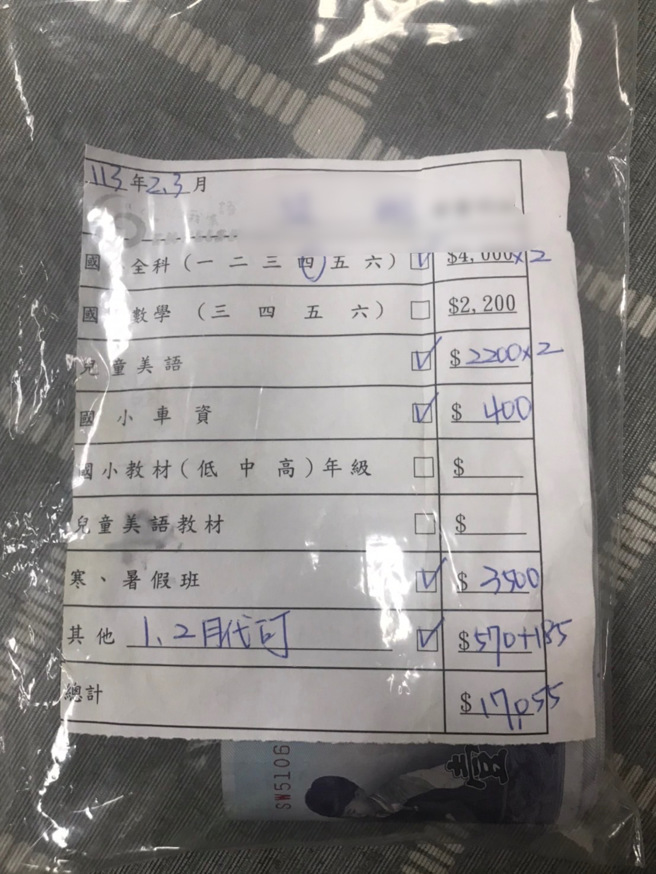 113年2.3月
國 全科(一 二 三 四 五 六) ☑ $4,000x2
國 數學 (三 四 五 六) □ $2,200
兒童美語 ☑ $2200x2
國小車資 ☑ $400
國小教材(低 中 高)年級 □ $
兒童美語教材 □ $
寒、暑假班 ☑ $3500
其他 1、2月代訂 ☑ $570+185
總計 $17,055
SW5106